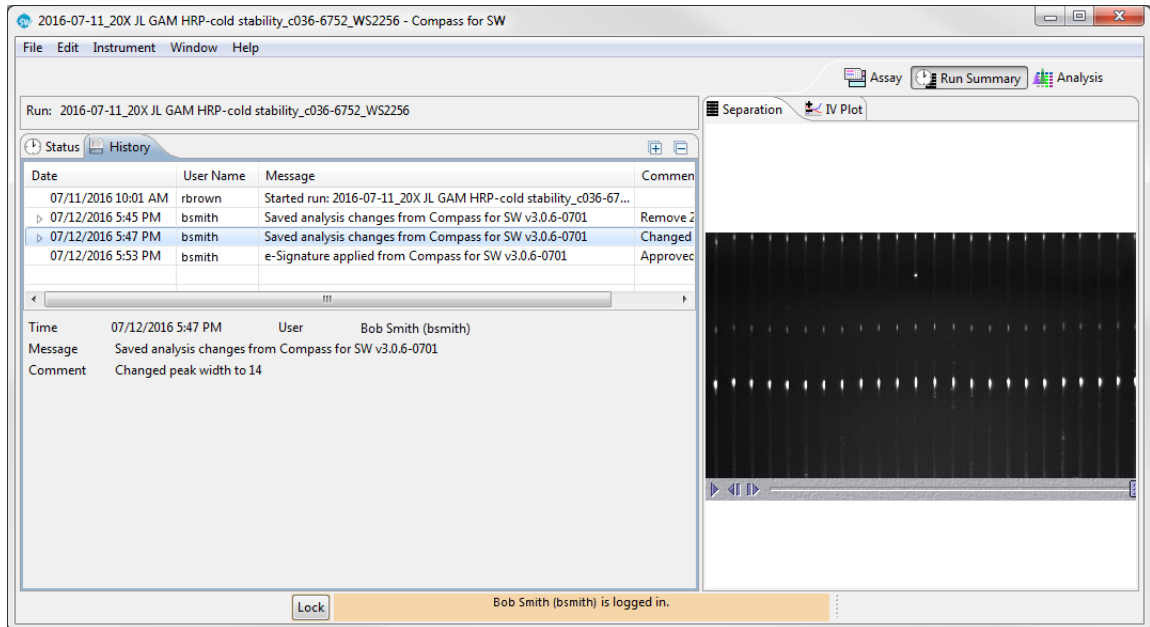 2016-07-11_20X JL GAM HRP-cold stability_c036-6752_WS2256 - Compass for SW
File Edit Instrument Window Help
Assay Run Summary Analysis
Run: 2016-07-11_20X JL GAM HRP-cold stability_c036-6752_WS2256
Separation IV Plot
Status History
Date User Name Message Commen
07/11/2016 10:01 AM rbrown Started run: 2016-07-11_20X JL GAM HRP-cold stability_c036-67...
07/12/2016 5:45 PM bsmith Saved analysis changes from Compass for SW v3.0.6-0701 Remove 2
07/12/2016 5:47 PM bsmith Saved analysis changes from Compass for SW v3.0.6-0701 Changed
07/12/2016 5:53 PM bsmith e-Signature applied from Compass for SW v3.0.6-0701 Approved
Time 07/12/2016 5:47 PM User Bob Smith (bsmith)
Message Saved analysis changes from Compass for SW v3.0.6-0701
Comment Changed peak width to 14
Lock Bob Smith (bsmith) is logged in.